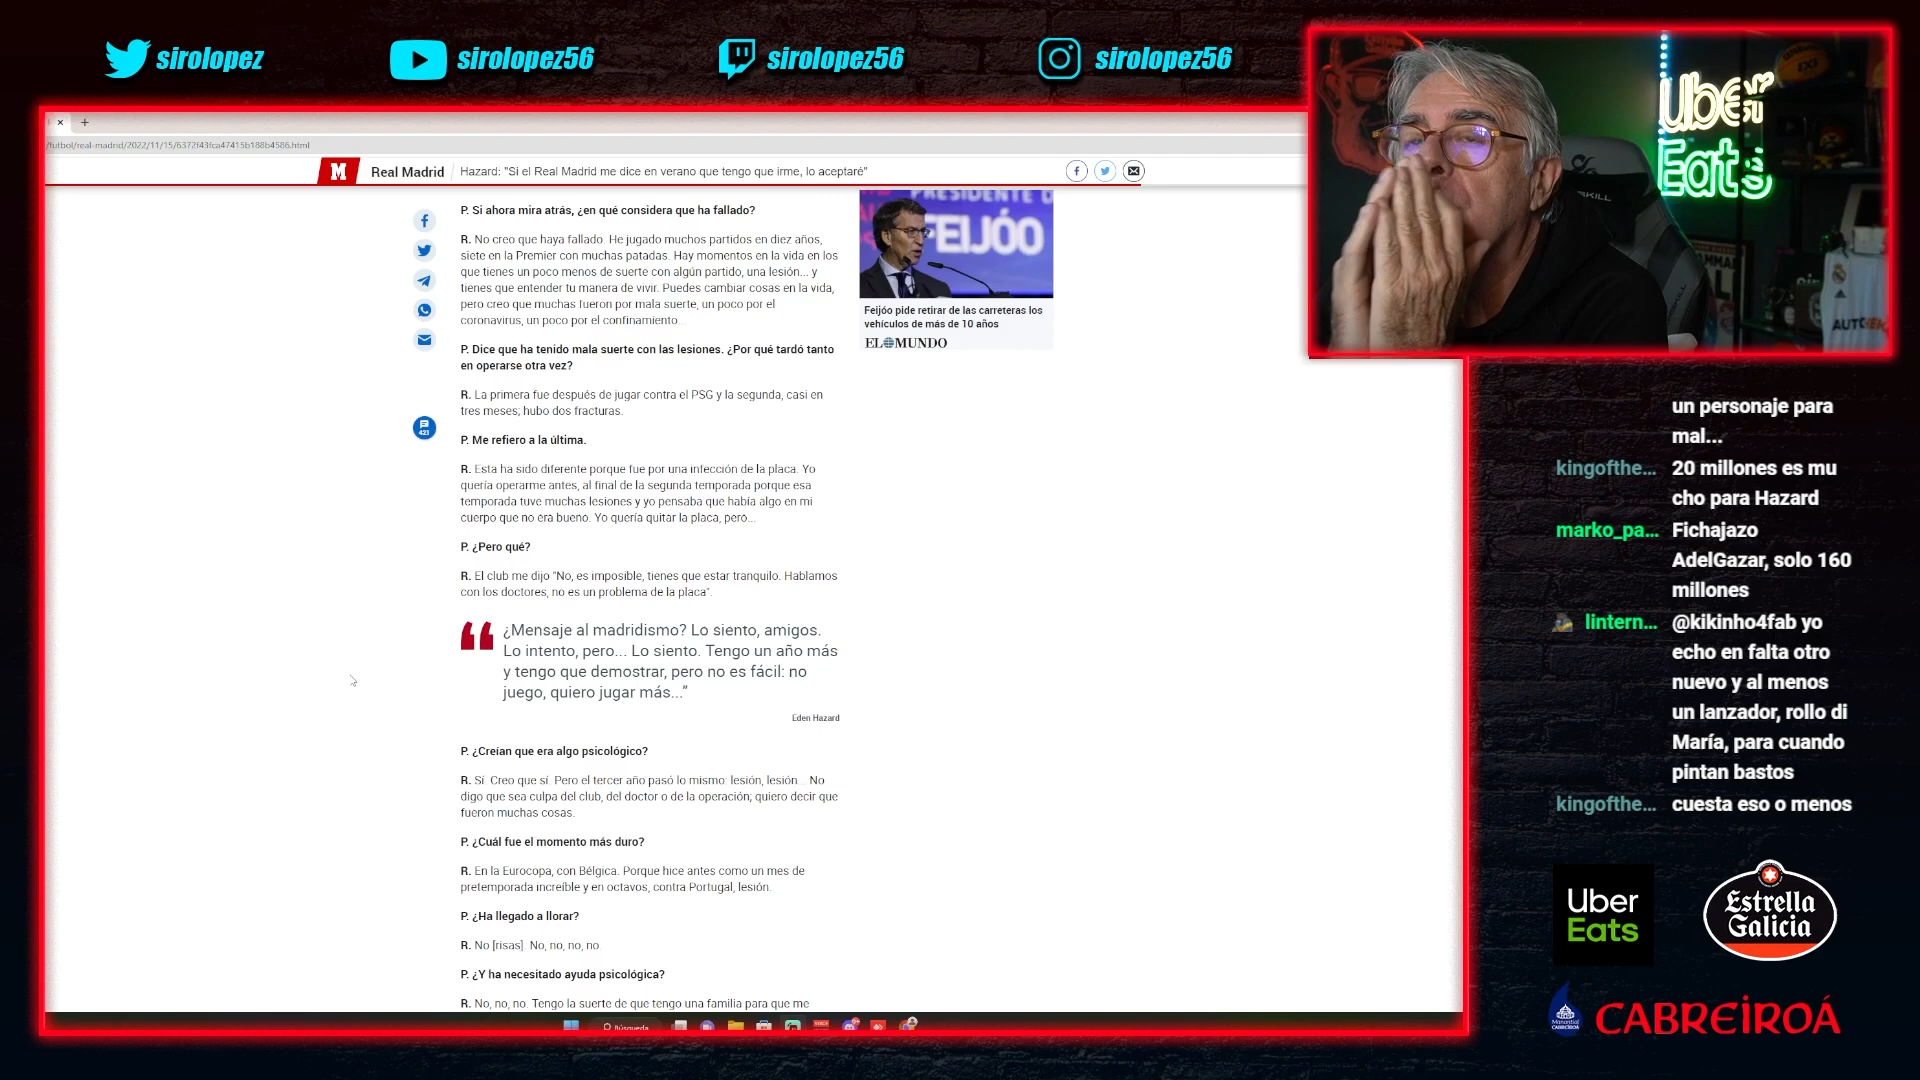 sirolopez
sirolopez56
sirolopez56
sirolopez56
/futbol/real-madrid/2022/11/15/6372f43fca47415b188b4586.html
M
Real Madrid
Hazard: "Si el Real Madrid me dice en verano que tengo que irme, lo aceptaré"
P. Si ahora mira atrás, ¿en qué considera que ha fallado?
R. No creo que haya fallado. He jugado muchos partidos en diez años,
siete en la Premier con muchas patadas. Hay momentos en la vida en los
que tienes un poco menos de suerte con algún partido, una lesión... y
tienes que entender tu manera de vivir. Puedes cambiar cosas en la vida,
pero creo que muchas fueron por mala suerte, un poco por el
coronavirus, un poco por el confinamiento...
P. Dice que ha tenido mala suerte con las lesiones. ¿Por qué tardó tanto
en operarse otra vez?
R. La primera fue después de jugar contra el PSG y la segunda, casi en
tres meses; hubo dos fracturas.
421
P. Me refiero a la última.
R. Esta ha sido diferente porque fue por una infección de la placa. Yo
quería operarme antes, al final de la segunda temporada porque esa
temporada tuve muchas lesiones y yo pensaba que había algo en mi
cuerpo que no era bueno. Yo quería quitar la placa, pero...
P. ¿Pero qué?
R. El club me dijo "No, es imposible, tienes que estar tranquilo. Hablamos
con los doctores, no es un problema de la placa".
¿Mensaje al madridismo? Lo siento, amigos.
Lo intento, pero... Lo siento. Tengo un año más
y tengo que demostrar, pero no es fácil: no
juego, quiero jugar más..."
Eden Hazard
P. ¿Creían que era algo psicológico?
R. Sí. Creo que sí. Pero el tercer año pasó lo mismo: lesión, lesión... No
digo que sea culpa del club, del doctor o de la operación; quiero decir que
fueron muchas cosas.
P. ¿Cuál fue el momento más duro?
R. En la Eurocopa, con Bélgica. Porque hice antes como un mes de
pretemporada increíble y en octavos, contra Portugal, lesión.
P. ¿Ha llegado a llorar?
R. No [risas]. No, no, no, no.
P. ¿Y ha necesitado ayuda psicológica?
R. No, no, no. Tengo la suerte de que tengo una familia para que me
PRESIDENTE
FEIJÓO
Feijóo pide retirar de las carreteras los
vehículos de más de 10 años
EL MUNDO
Búsqueda
Uber
Eats
SKILL
un personaje para
mal...
kingofthe... 20 millones es mu
cho para Hazard
marko_pa... Fichajazo
AdelGazar, solo 160
millones
lintern... @kikinho4fab yo
echo en falta otro
nuevo y al menos
un lanzador, rollo di
María, para cuando
pintan bastos
kingofthe... cuesta eso o menos
Uber
Eats
Estrella
Galicia
CABREIROÁ